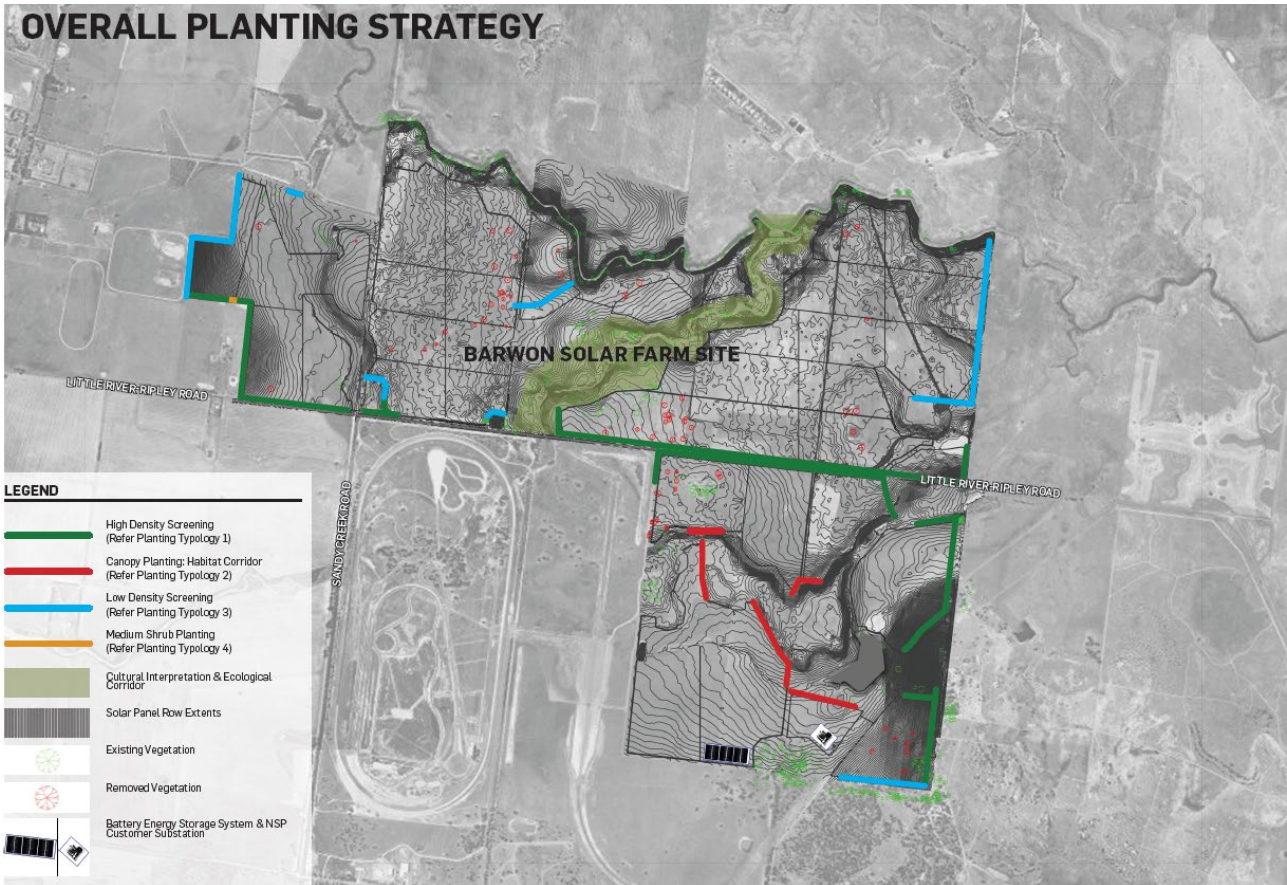 OVERALL PLANTING STRATEGY
BARWON SOLAR FARM SITE
LITTLE RIVER-RIPLEY ROAD
LITTLE RIVER-RIPLEY ROAD
SANDY CREEK ROAD
LEGEND
High Density Screening
(Refer Planting Typology 1)
Canopy Planting: Habitat Corridor
(Refer Planting Typology 2)
Low Density Screening
(Refer Planting Typology 3)
Medium Shrub Planting
(Refer Planting Typology 4)
Cultural Interpretation & Ecological
Corridor
Solar Panel Row Extents
Existing Vegetation
Removed Vegetation
Battery Energy Storage System & NSP
Customer Substation